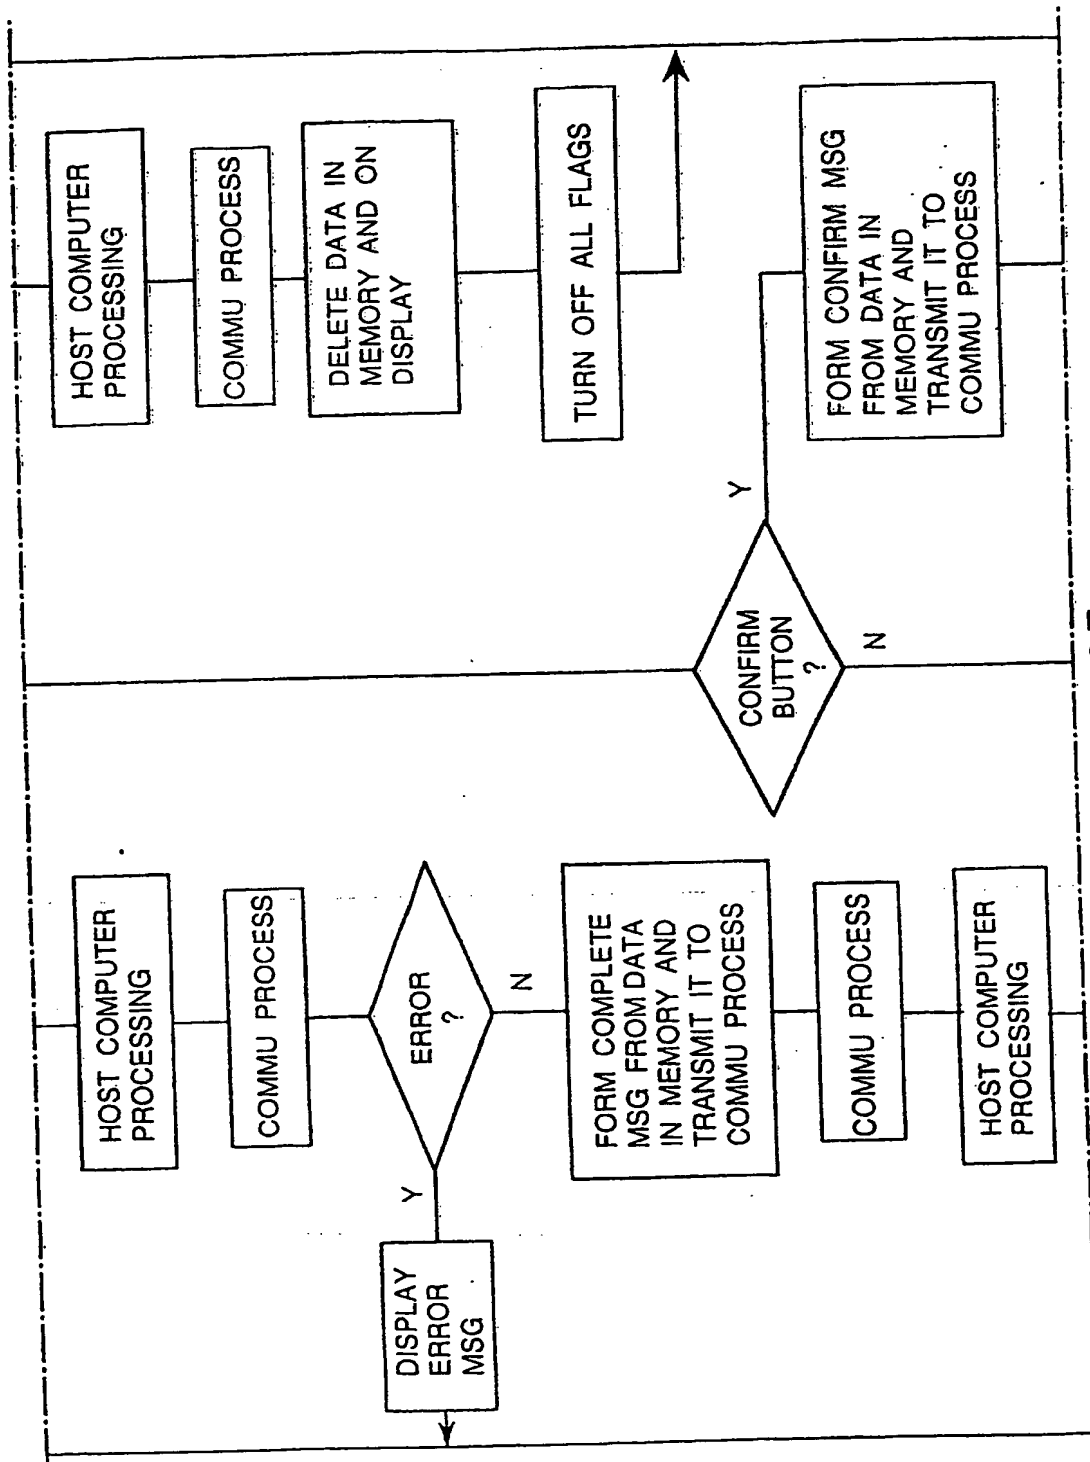 HOST COMPUTER
PROCESSING
COMMU PROCESS
ERROR
?
Y
N
DISPLAY
ERROR
MSG
FORM COMPLETE
MSG FROM DATA
IN MEMORY AND
TRANSMIT IT TO
COMMU PROCESS
COMMU PROCESS
HOST COMPUTER
PROCESSING
HOST COMPUTER
PROCESSING
COMMU PROCESS
DELETE DATA IN
MEMORY AND ON
DISPLAY
TURN OFF ALL FLAGS
CONFIRM
BUTTON
?
Y
N
FORM CONFIRM MSG
FROM DATA IN
MEMORY AND
TRANSMIT IT TO
COMMU PROCESS